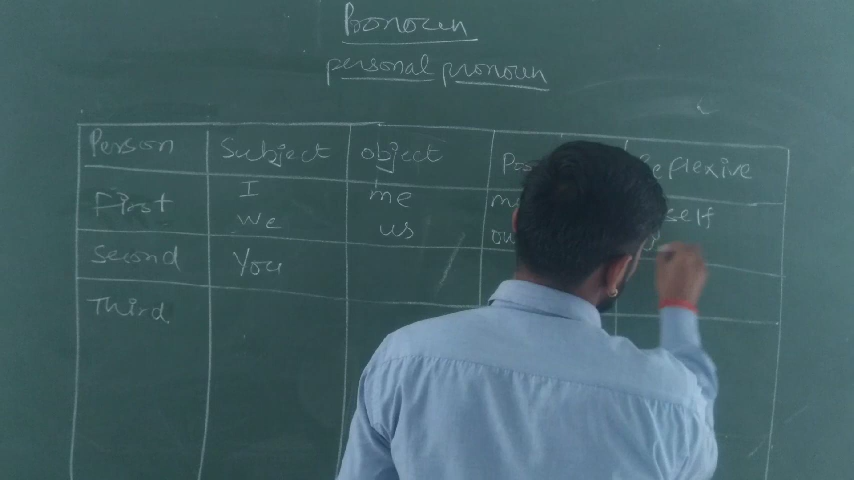 Pronoun
personal pronoun
Person Subject object Reflexive
First I me
We us
Second You
Third